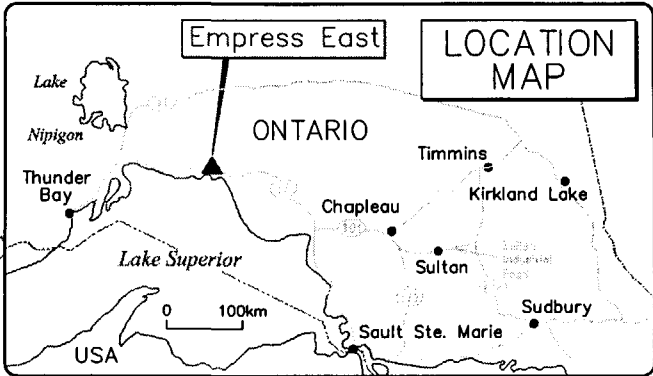 Empress East
LOCATION
MAP
Lake
Nipigon
ONTARIO
Thunder
Bay
Timmins
Kirkland Lake
Chapleau
101
Sultan
Lake Superior
0 100km
Sudbury
Sault Ste. Marie
USA